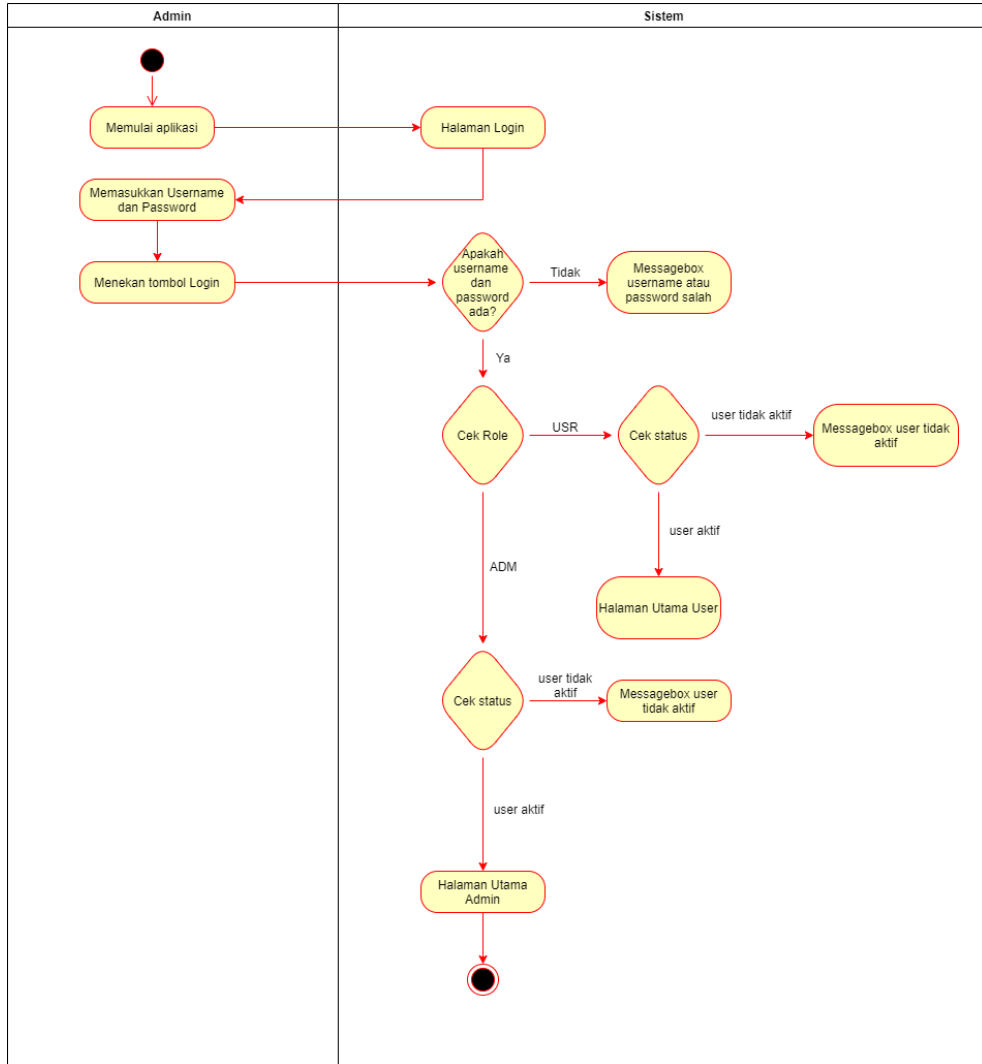 Admin
Sistem
Memulai aplikasi
Halaman Login
Memasukkan Username
dan Password
Menekan tombol Login
Apakah
username
dan
password
ada?
Tidak
Messagebox
username atau
password salah
Ya
Cek Role
USR
Cek status
user tidak aktif
Messagebox user tidak
aktif
user aktif
Halaman Utama User
ADM
Cek status
user tidak
aktif
Messagebox user
tidak aktif
user aktif
Halaman Utama
Admin